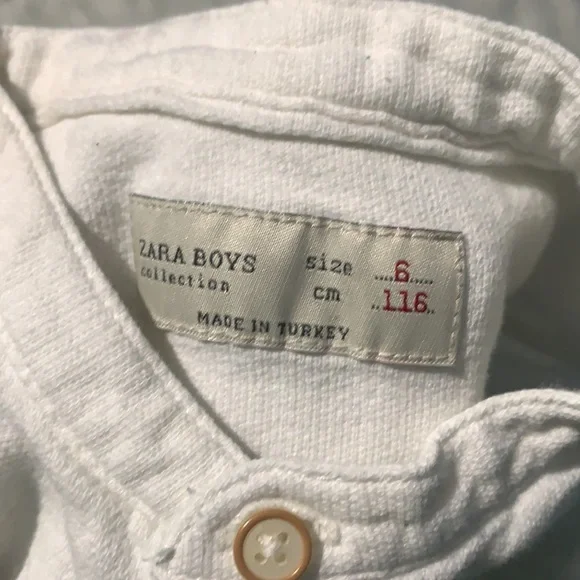 ZARA BOYS size ....6.....
collection cm ..116..
MADE IN TURKEY